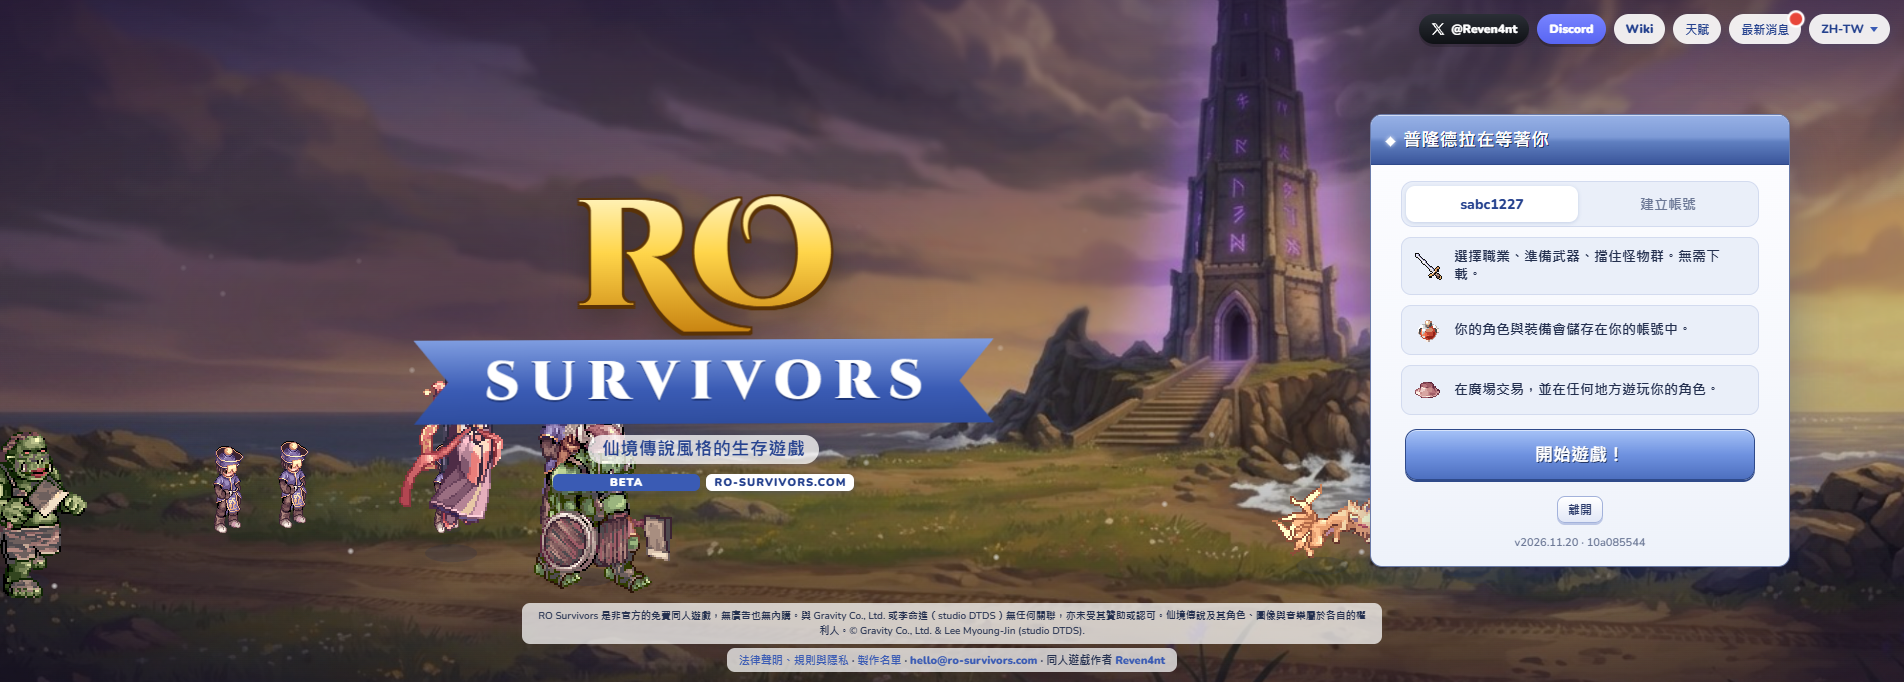 @Reven4nt
Discord
Wiki
天賦
最新消息
ZH-TW
RO
SURVIVORS
仙境傳說風格的生存遊戲
BETA
RO-SURVIVORS.COM
普隆德拉在等著你
sabc1227
建立帳號
選擇職業、準備武器、擋住怪物群。無需下
載。
你的角色與裝備會儲存在你的帳號中。
在廣場交易，並在任何地方遊玩你的角色。
開始遊戲！
離開
v2026.11.20 · 10a085544
RO Survivors 是非官方的免費同人遊戲，無廣告也無內購。與 Gravity Co., Ltd. 或李命進（studio DTDS）無任何關聯，亦未受其贊助或認可。仙境傳說及其角色、圖像與音樂屬於各自的權
利人。© Gravity Co., Ltd. & Lee Myoung-Jin (studio DTDS).
法律聲明、規則與隱私 · 製作名單 · hello@ro-survivors.com · 同人遊戲作者 Reven4nt